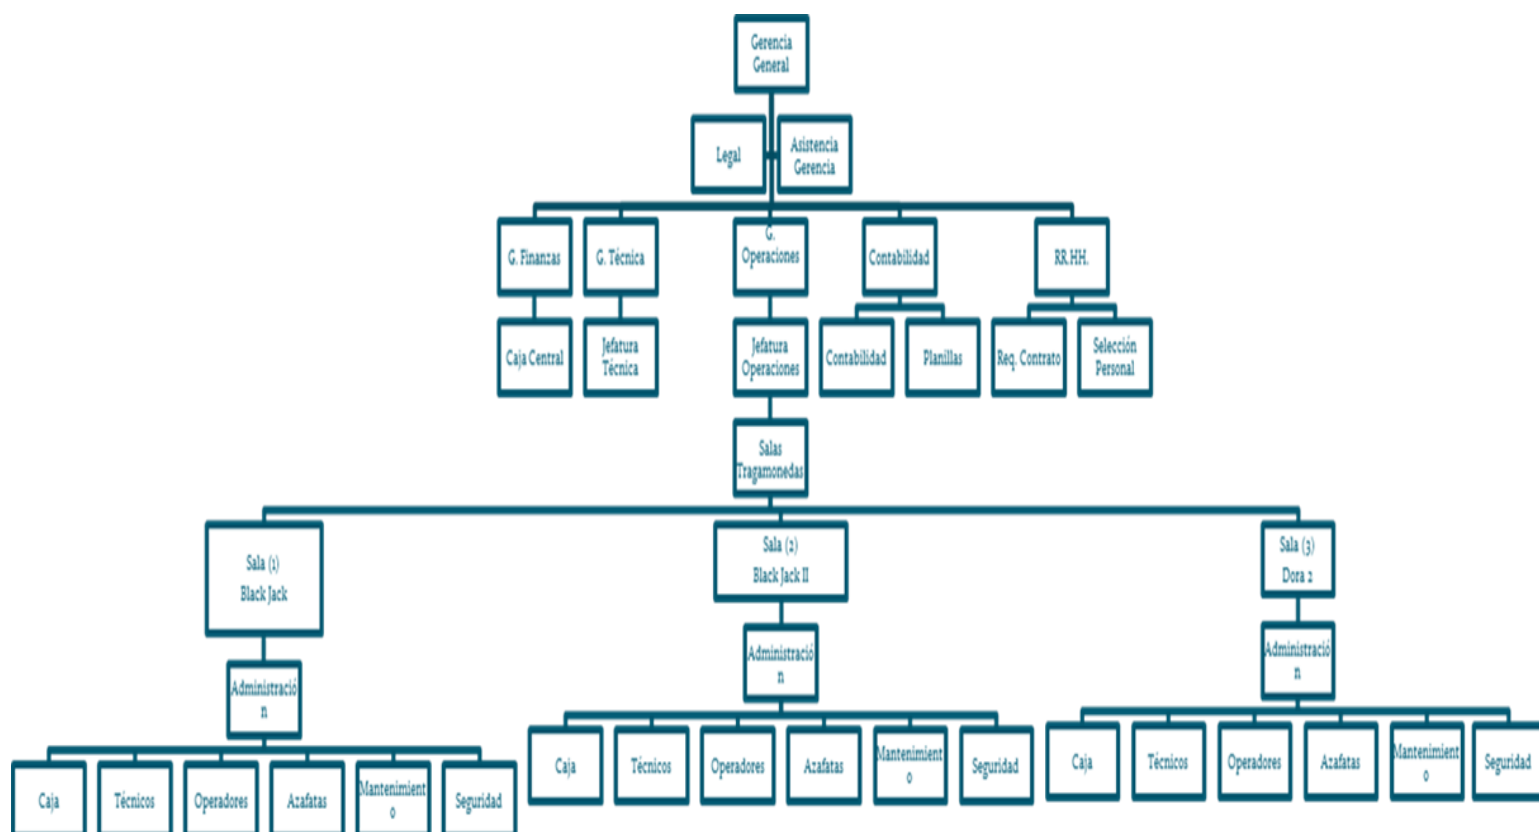 Gerencia
General
Legal
Asistencia
Gerencia
G. Finanzas
G. Técnica
G.
Operaciones
Contabilidad
RR.HH.
Caja Central
Jefatura
Técnica
Jefatura
Operaciones
Contabilidad
Planillas
Req. Contrato
Selección
Personal
Salas
Tragamonedas
Sala (1)
Black Jack
Sala (2)
Black Jack II
Sala (3)
Dora 2
Administració
n
Administració
n
Administració
n
Caja
Técnicos
Operadores
Azafatas
Mantenimient
o
Seguridad
Caja
Técnicos
Operadores
Azafatas
Mantenimient
o
Seguridad
Caja
Técnicos
Operadores
Azafatas
Mantenimient
o
Seguridad